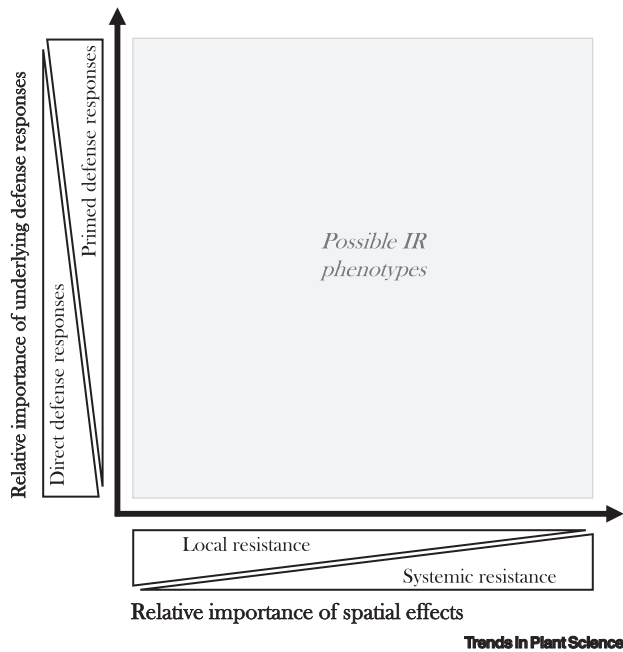 Relative importance of underlying defense responses
Direct defense responses
Primed defense responses
Possible IR
phenotypes
Local resistance
Systemic resistance
Relative importance of spatial effects
Trends in Plant Science